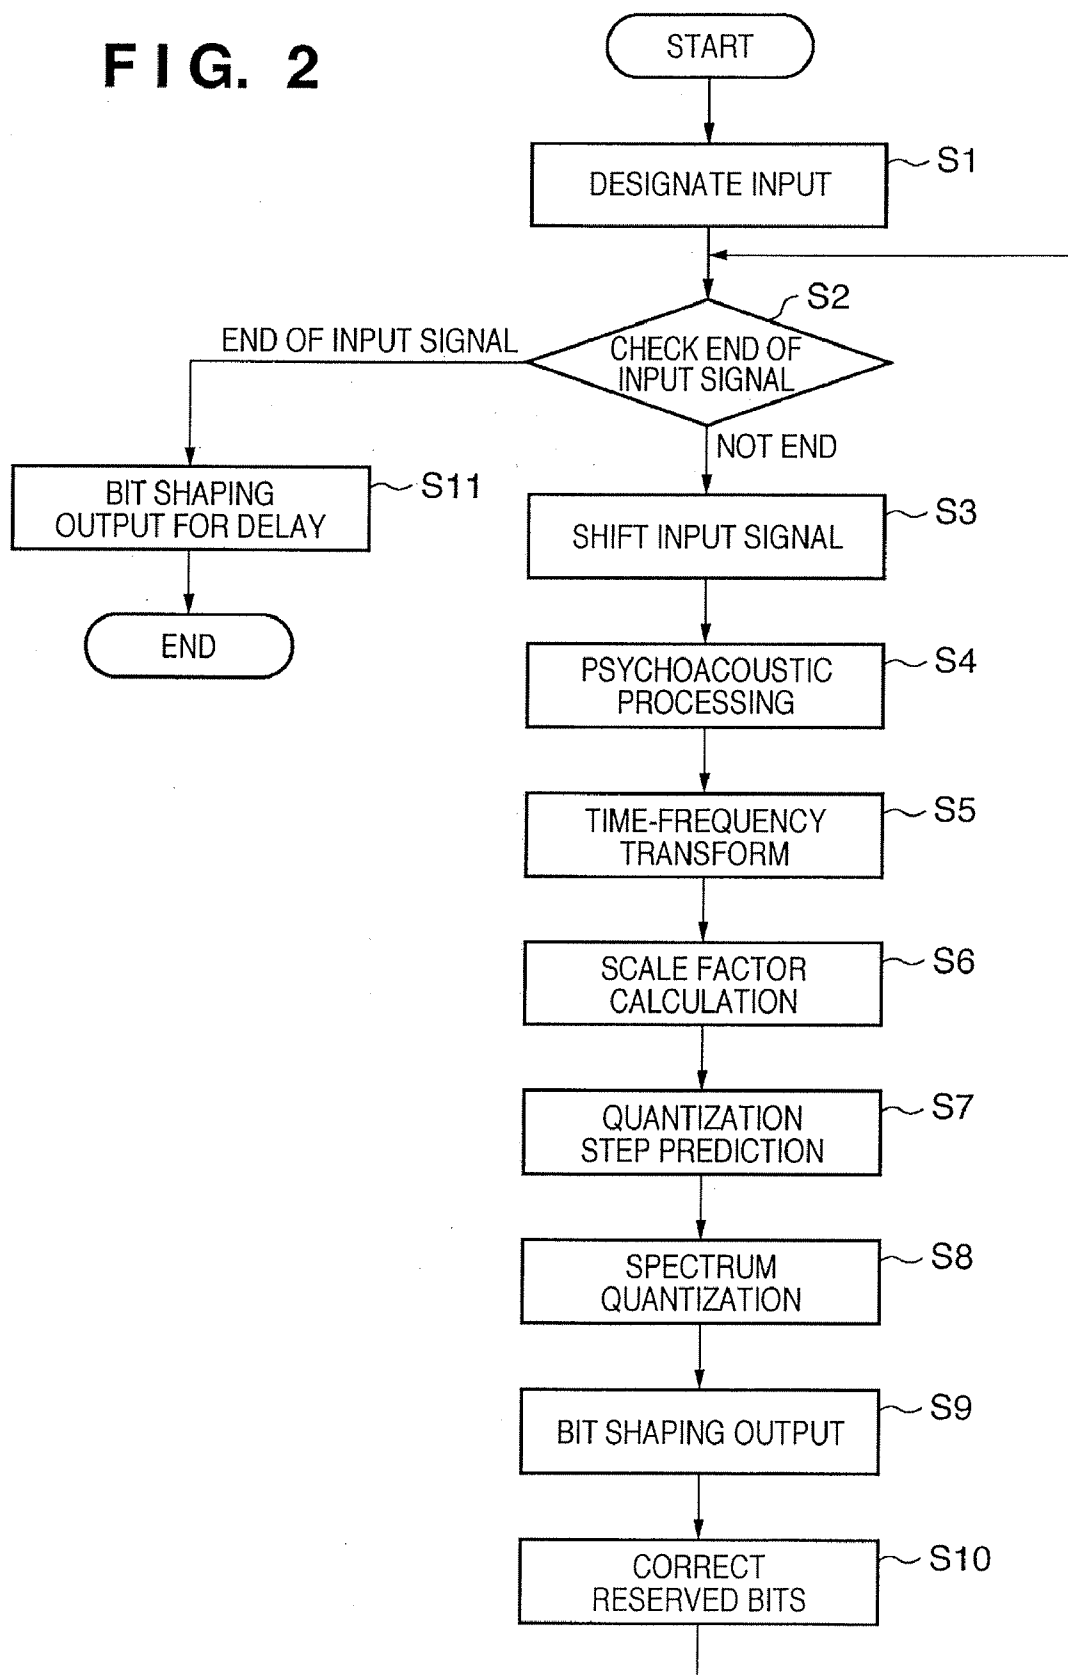 FIG. 2
START
DESIGNATE INPUT
S1
S2
CHECK END OF
INPUT SIGNAL
END OF INPUT SIGNAL
NOT END
BIT SHAPING
OUTPUT FOR DELAY
S11
END
SHIFT INPUT SIGNAL
S3
PSYCHOACOUSTIC
PROCESSING
S4
TIME-FREQUENCY
TRANSFORM
S5
SCALE FACTOR
CALCULATION
S6
QUANTIZATION
STEP PREDICTION
S7
SPECTRUM
QUANTIZATION
S8
BIT SHAPING OUTPUT
S9
CORRECT
RESERVED BITS
S10